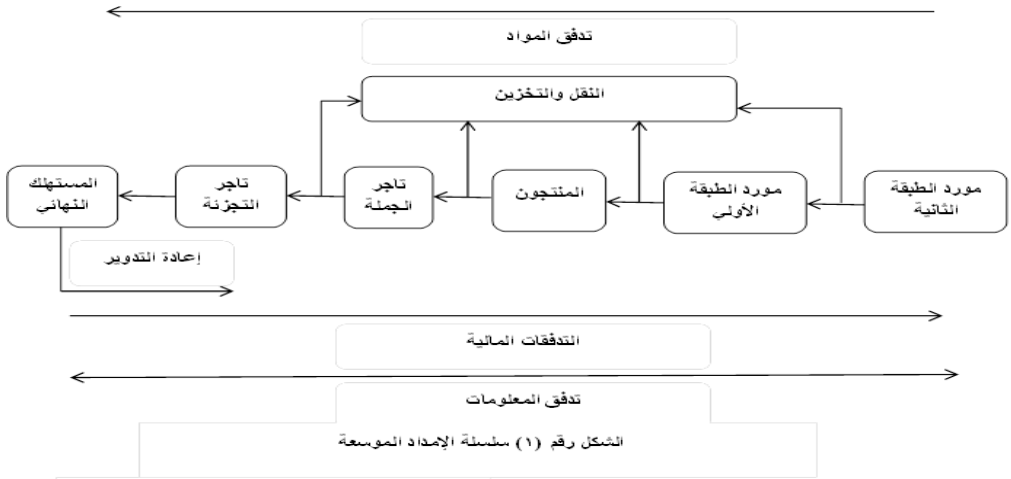 تدفق المواد
النقل والتخزين
مورد الطبقة
الثانية
مورد الطبقة
الأولي
المنتجون
تاجر
الجملة
تاجر
التجزئة
المستهلك
النهائي
إعادة التدوير
التدفقات المالية
تدفق المعلومات
الشكل رقم (١) سلسلة الإمداد الموسعة